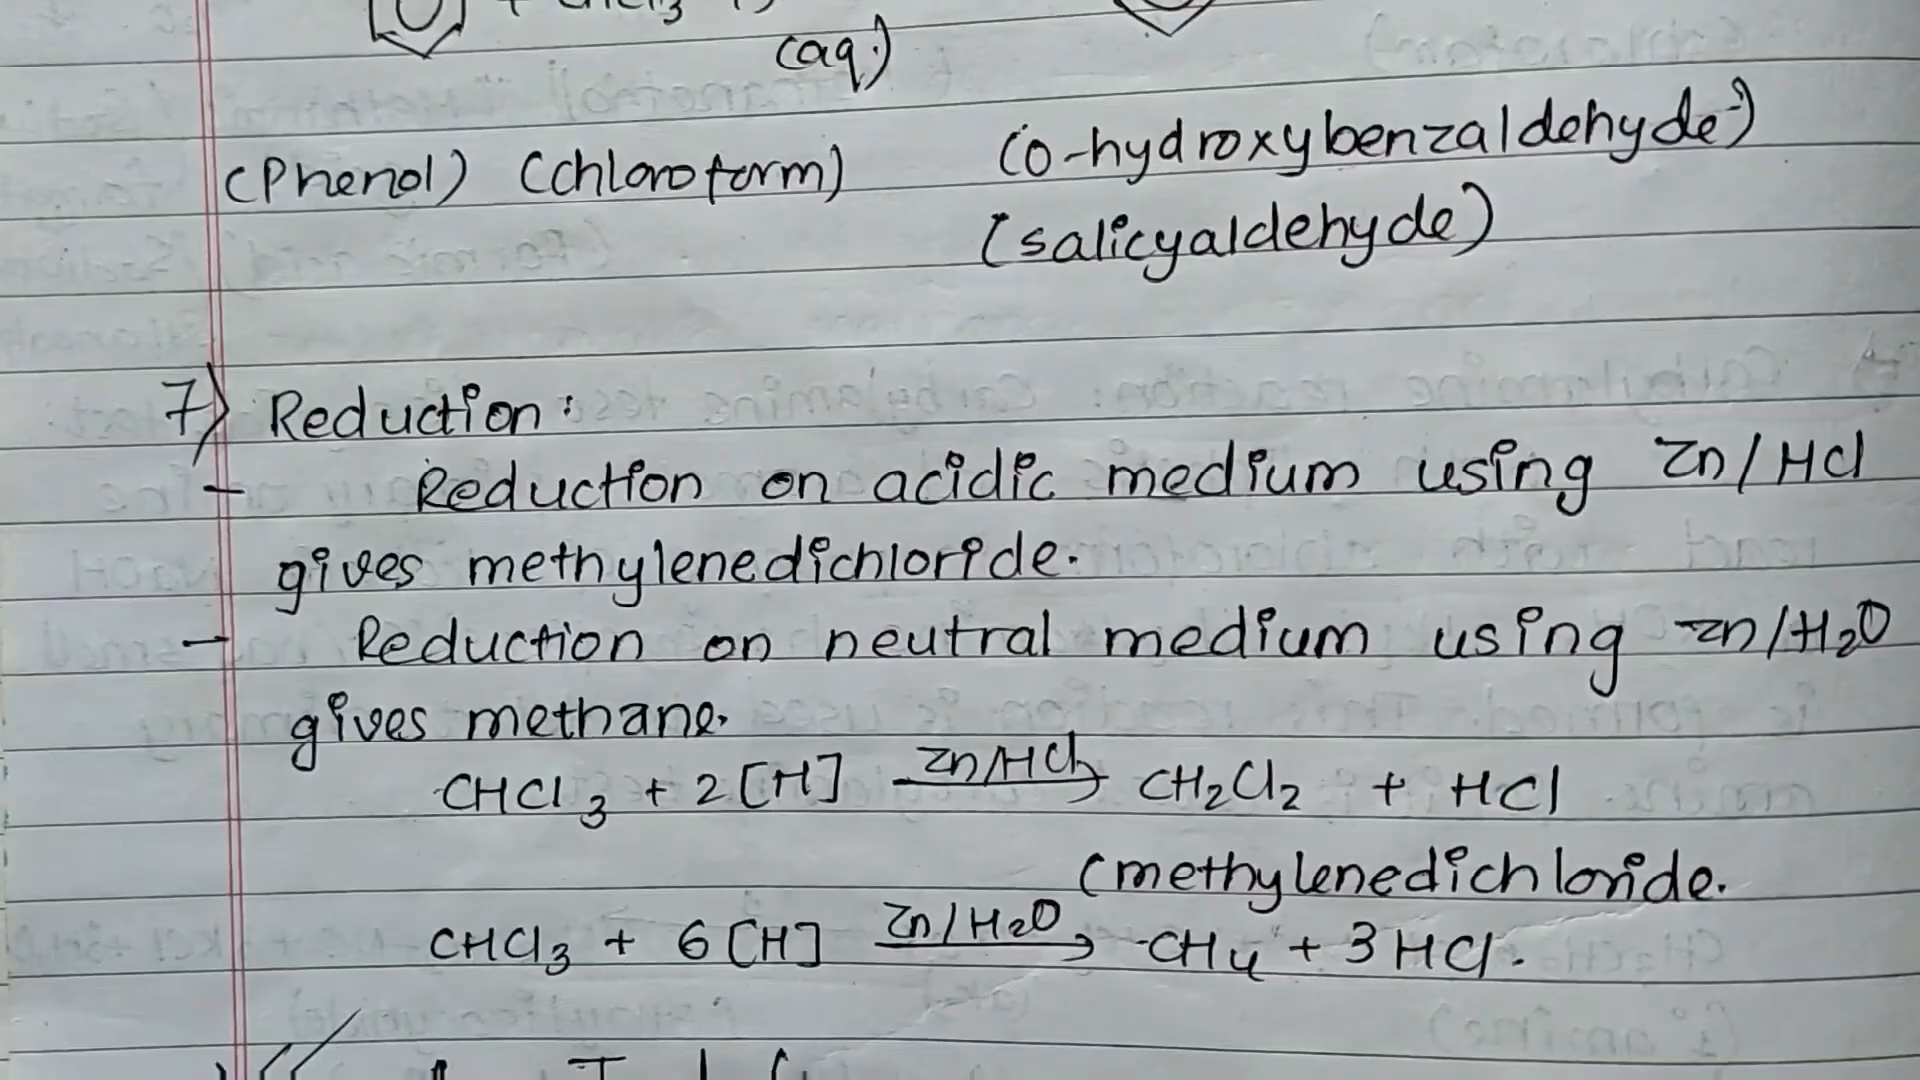 + CHCl3
(aq.)
(Phenol) (chloroform) (o-hydroxybenzaldehyde)
(salicyaldehyde)
7) Reduction:
- Reduction on acidic medium using Zn/HCl
gives methylenedichloride.
- Reduction on neutral medium using Zn/H2O
gives methane.
CHCl3 + 2[H] Zn/HCl → CH2Cl2 + HCl
(methylenedichloride.
CHCl3 + 6[H] Zn/H2O → CH4 + 3HCl.